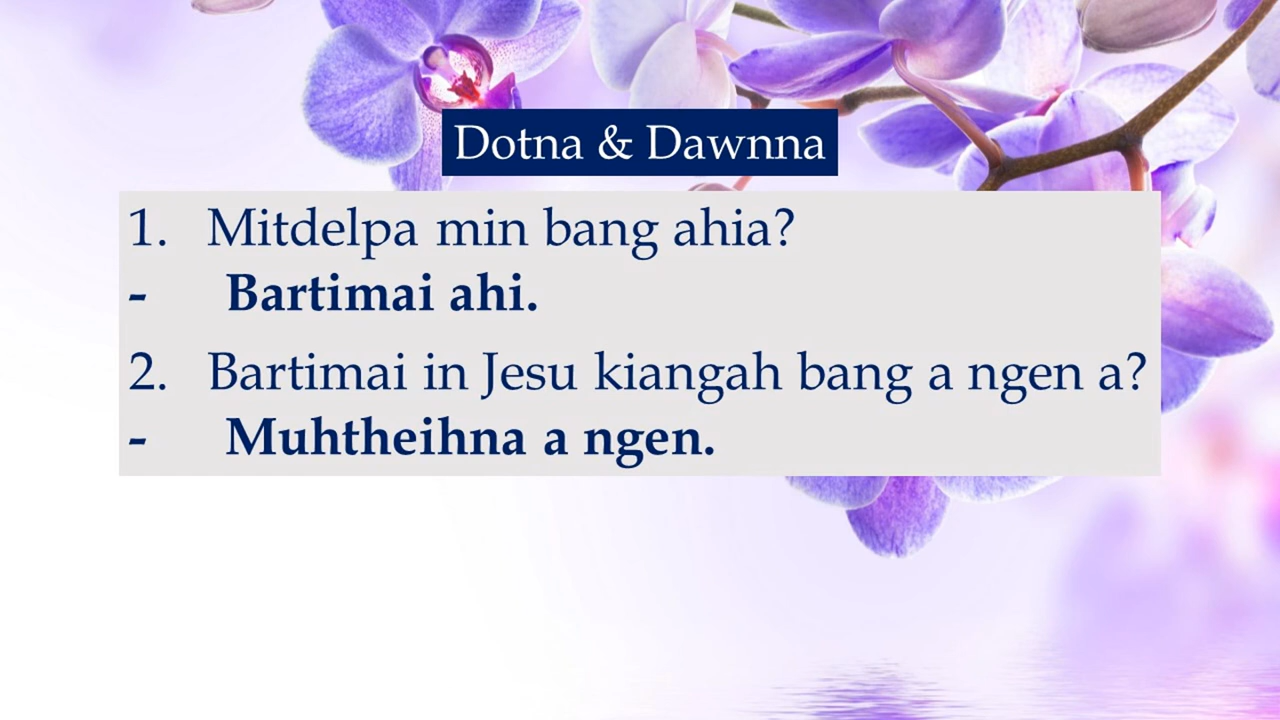 Dotna & Dawnna
1. Mitdelpa min bang ahia?
- Bartimai ahi.
2. Bartimai in Jesu kiangah bang a ngen a?
- Muhtheihna a ngen.